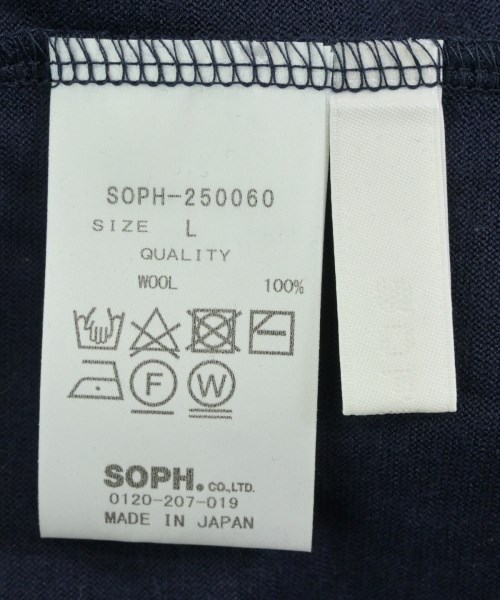 SOPH-250060
SIZE L
QUALITY
WOOL 100%
F W
SOPH. CO.,LTD.
0120-207-019
MADE IN JAPAN